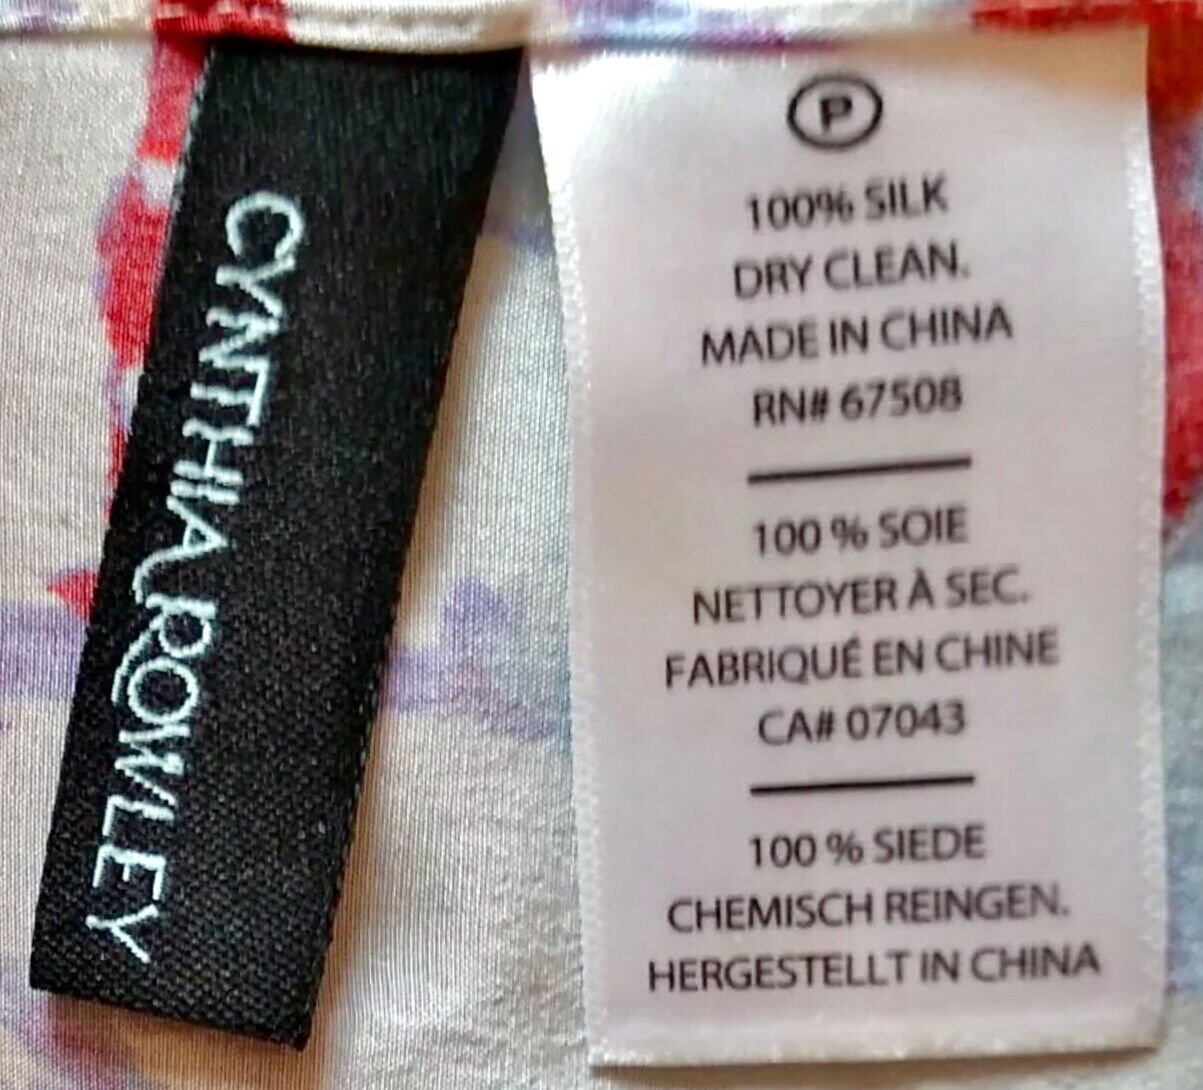 CYNTHIA ROWLEY
P
100% SILK
DRY CLEAN.
MADE IN CHINA
RN# 67508
100 % SOIE
NETTOYER À SEC.
FABRIQUÉ EN CHINE
CA# 07043
100 % SIEDE
CHEMISCH REINGEN.
HERGESTELLT IN CHINA